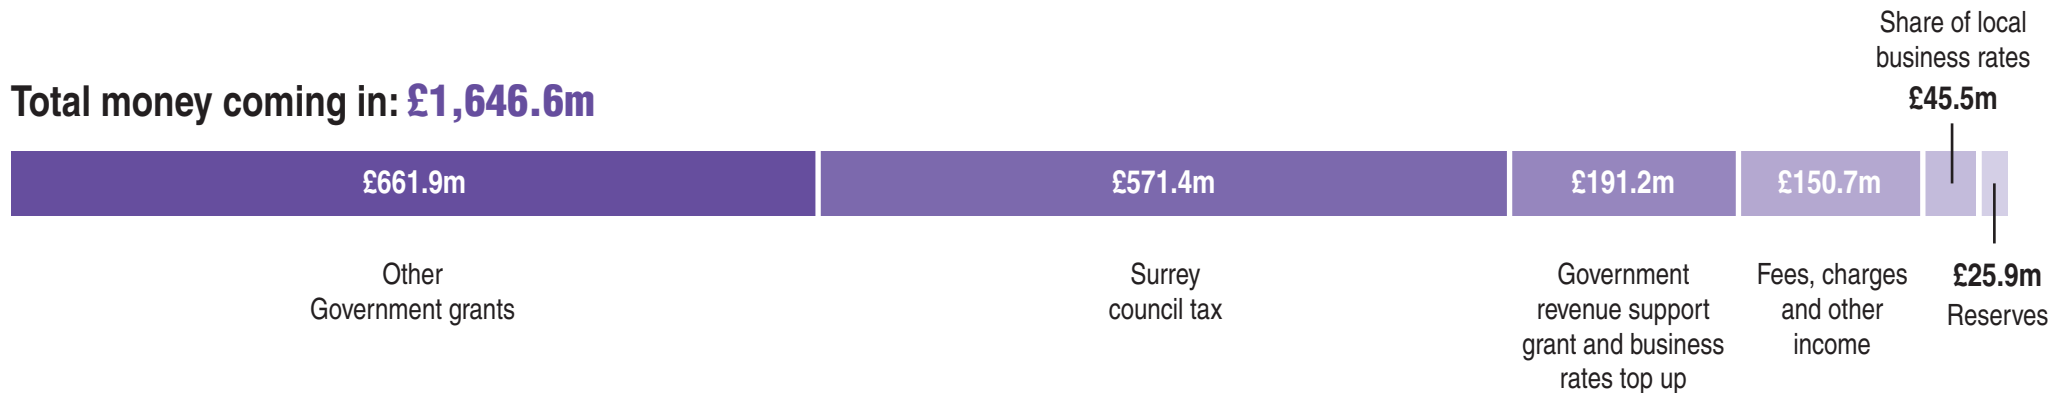 Share of local
business rates
£45.5m
Total money coming in: £1,646.6m
£661.9m
£571.4m
£191.2m
£150.7m
Other
Government grants
Surrey
council tax
Government
revenue support
grant and business
rates top up
Fees, charges
and other
income
£25.9m
Reserves